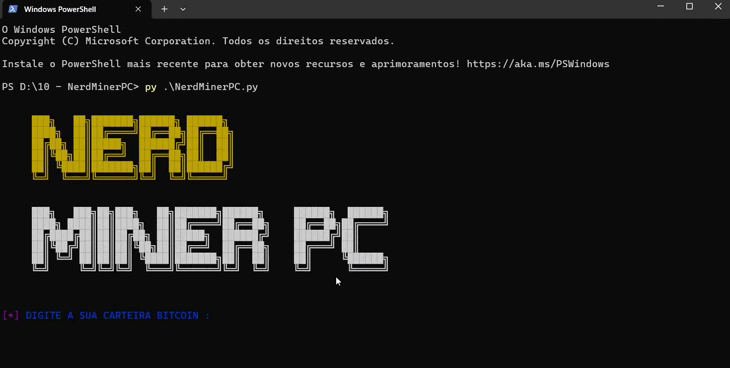 Windows PowerShell
O Windows PowerShell
Copyright (C) Microsoft Corporation. Todos os direitos reservados.
Instale o PowerShell mais recente para obter novos recursos e aprimoramentos! https://aka.ms/PSWindows
PS D:\10 - NerdMinerPC> py .\NerdMinerPC.py
NERD
MINER PC
[*] DIGITE A SUA CARTEIRA BITCOIN :